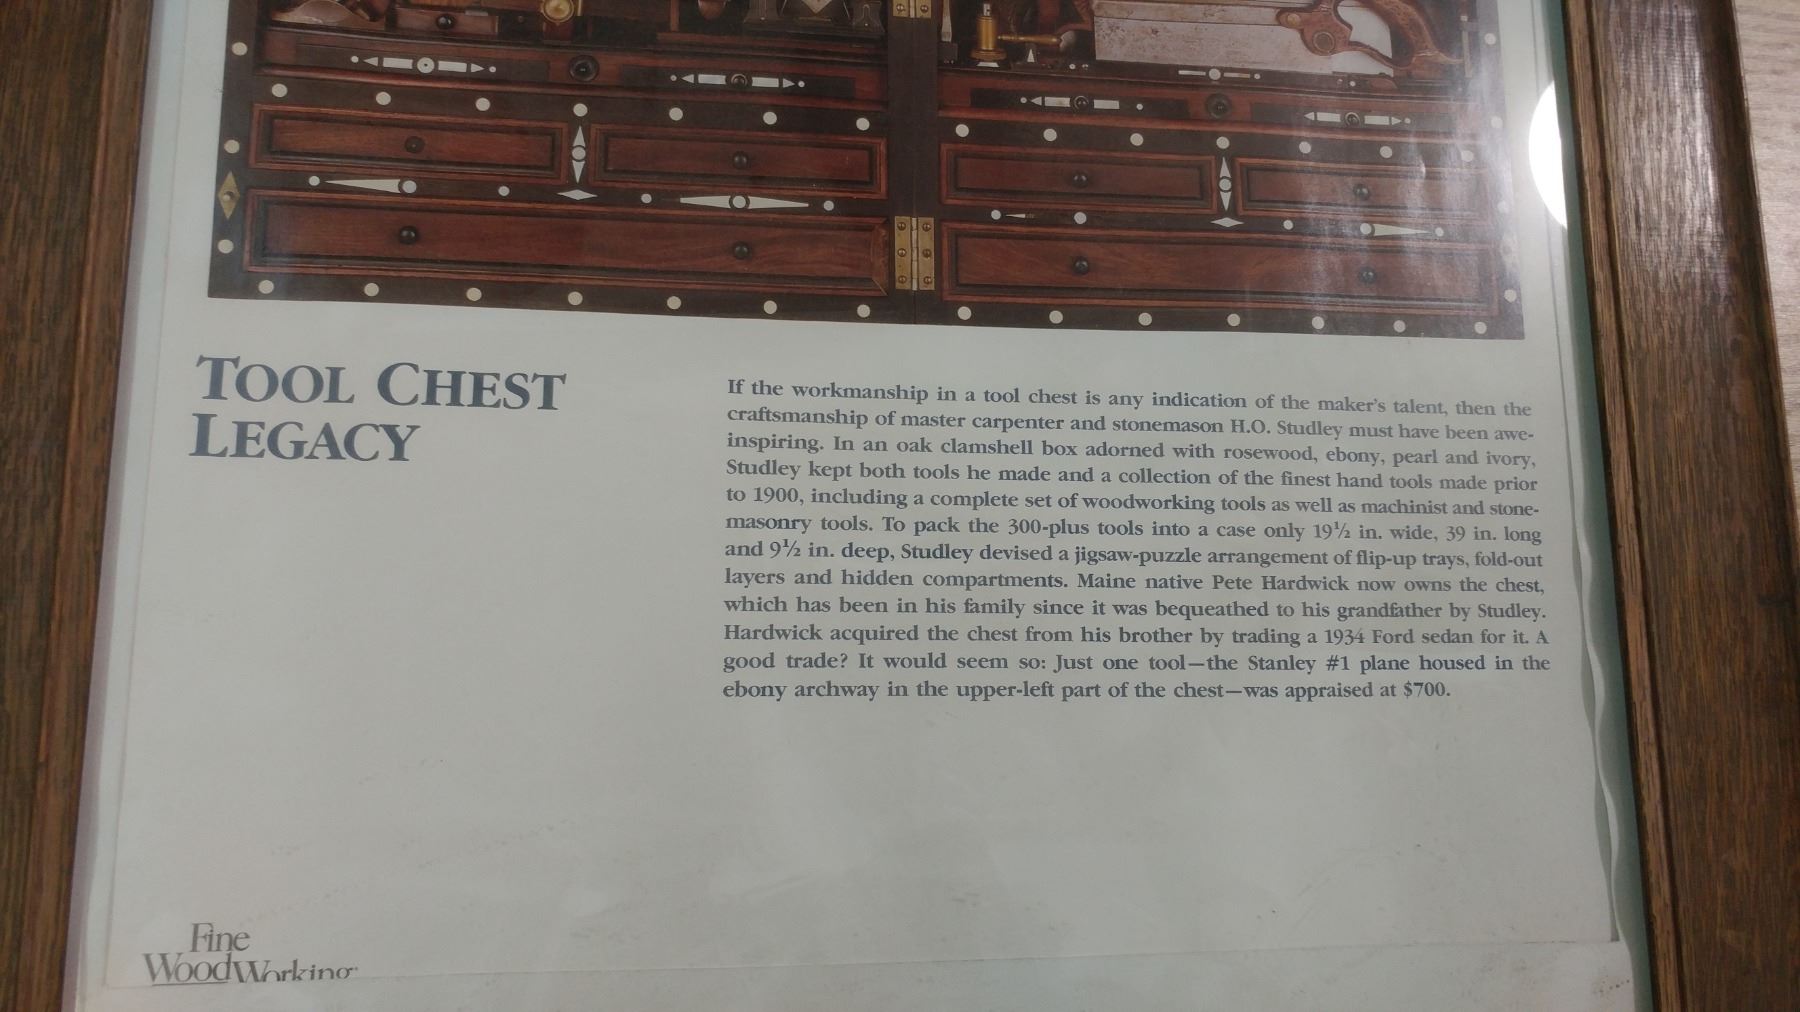 TOOL CHEST
LEGACY
If the workmanship in a tool chest is any indication of the maker's talent, then the
craftsmanship of master carpenter and stonemason H.O. Studley must have been awe-
inspiring. In an oak clamshell box adorned with rosewood, ebony, pearl and ivory,
Studley kept both tools he made and a collection of the finest hand tools made prior
to 1900, including a complete set of woodworking tools as well as machinist and stone-
masonry tools. To pack the 300-plus tools into a case only 19½ in. wide, 39 in. long
and 9½ in. deep, Studley devised a jigsaw-puzzle arrangement of flip-up trays, fold-out
layers and hidden compartments. Maine native Pete Hardwick now owns the chest,
which has been in his family since it was bequeathed to his grandfather by Studley.
Hardwick acquired the chest from his brother by trading a 1934 Ford sedan for it. A
good trade? It would seem so: Just one tool—the Stanley #1 plane housed in the
ebony archway in the upper-left part of the chest—was appraised at $700.
Fine
WoodWorking